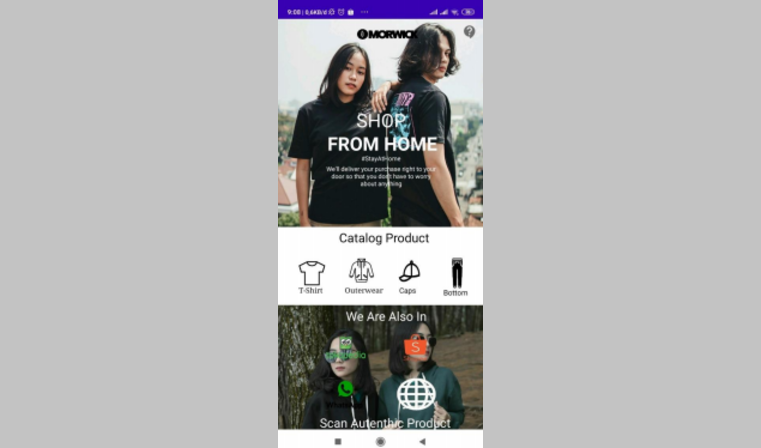 9:08 | 0,6KB/d
MORWICK
SHOP
FROM HOME
#StayAtHome
We'll deliver your purchase right to your
door so that you don't have to worry
about anything
Catalog Product
T-Shirt
Outerwear
Caps
Bottom
We Are Also In
tokopedia
S
Scan Autenthic Product